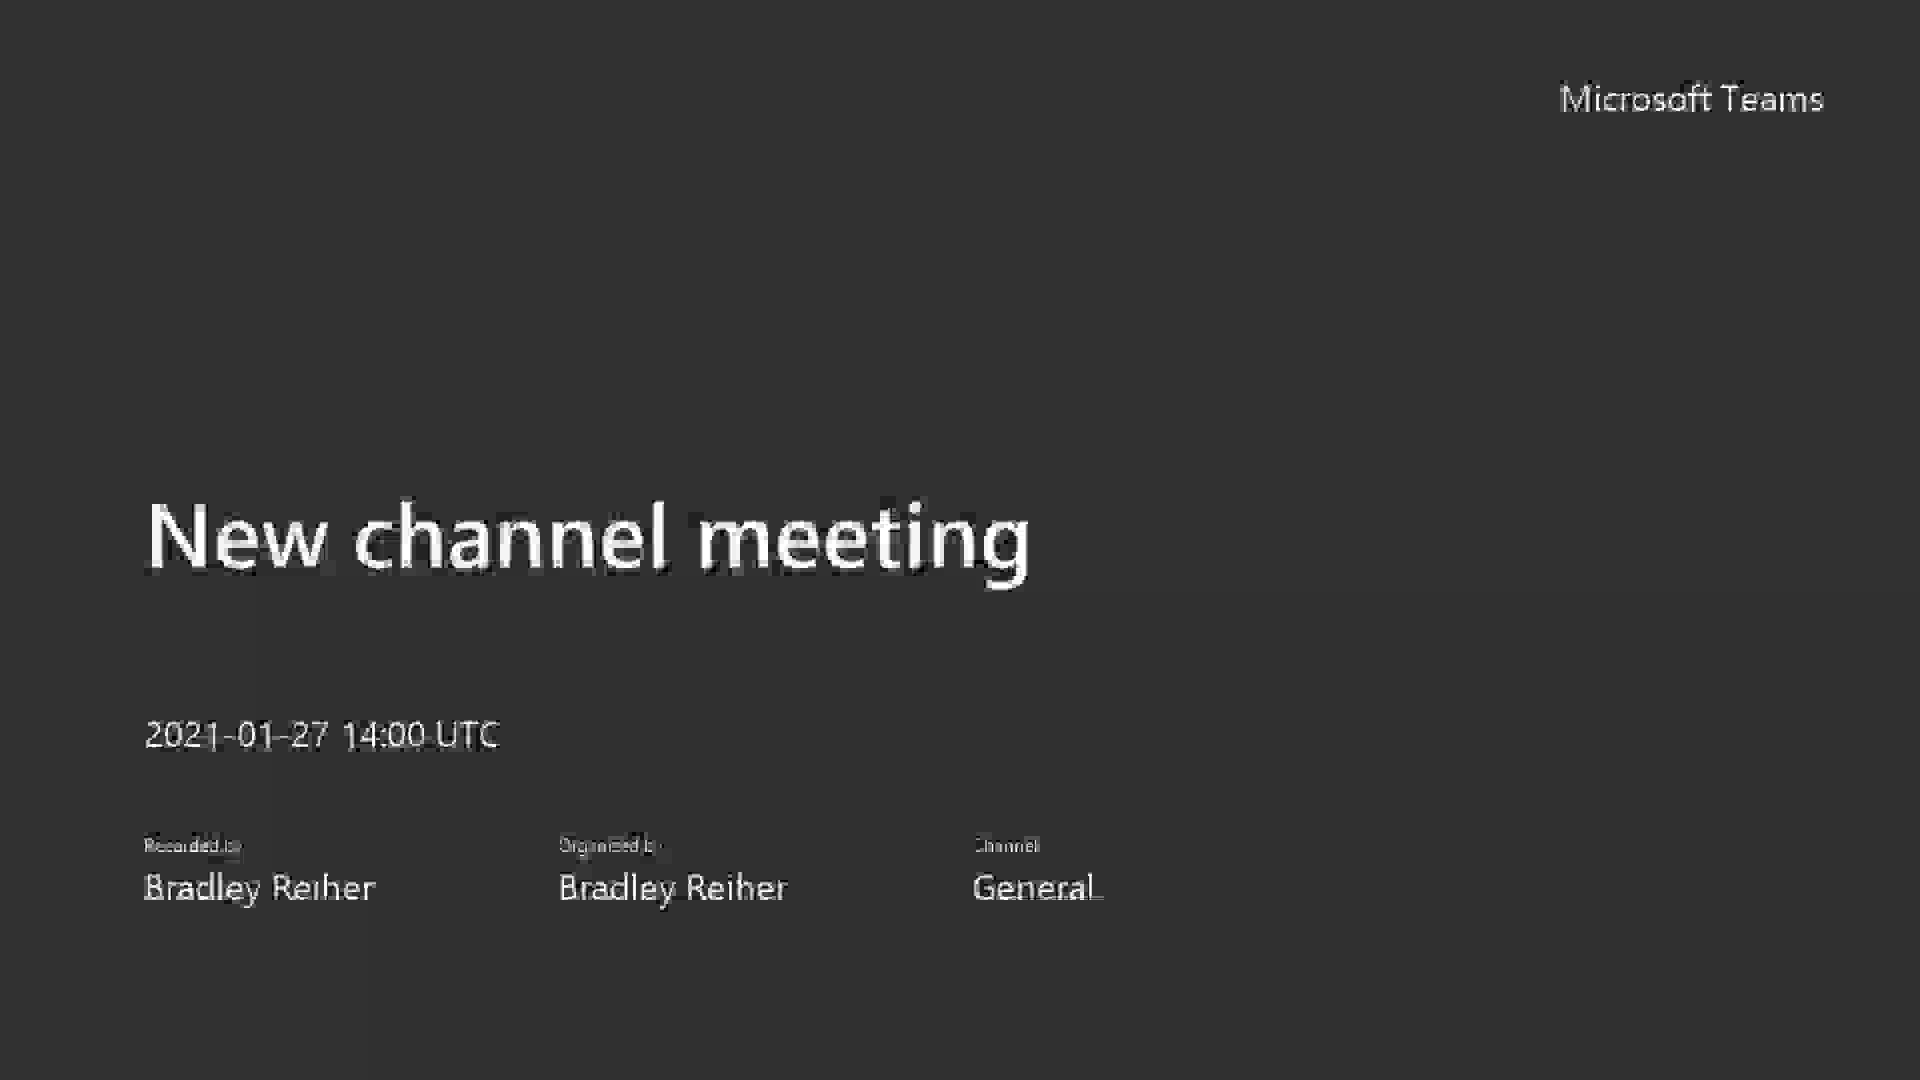 Microsoft Teams
New channel meeting
2021-01-27 14:00 UTC
Recorded by Organized by Channel
Bradley Reiher Bradley Reiher General